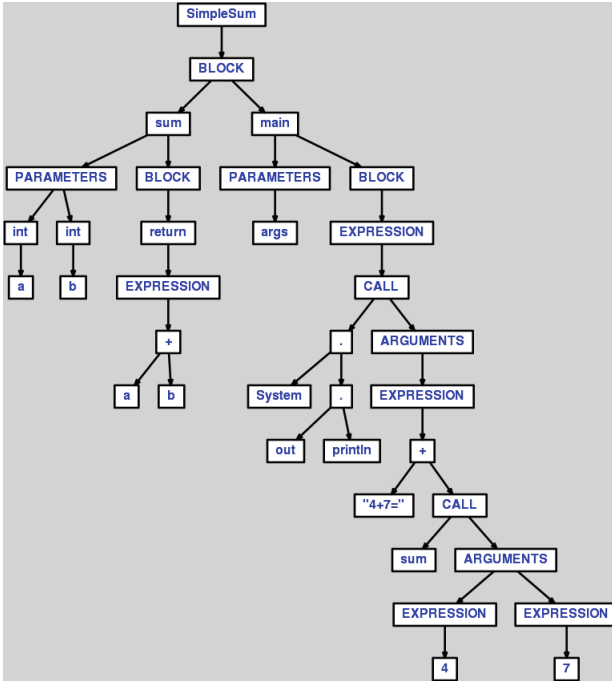 SimpleSum
BLOCK
sum main
PARAMETERS BLOCK PARAMETERS BLOCK
int int return args EXPRESSION
a b EXPRESSION CALL
+ . ARGUMENTS
a b System . EXPRESSION
out println +
"4+7=" CALL
sum ARGUMENTS
EXPRESSION EXPRESSION
4 7